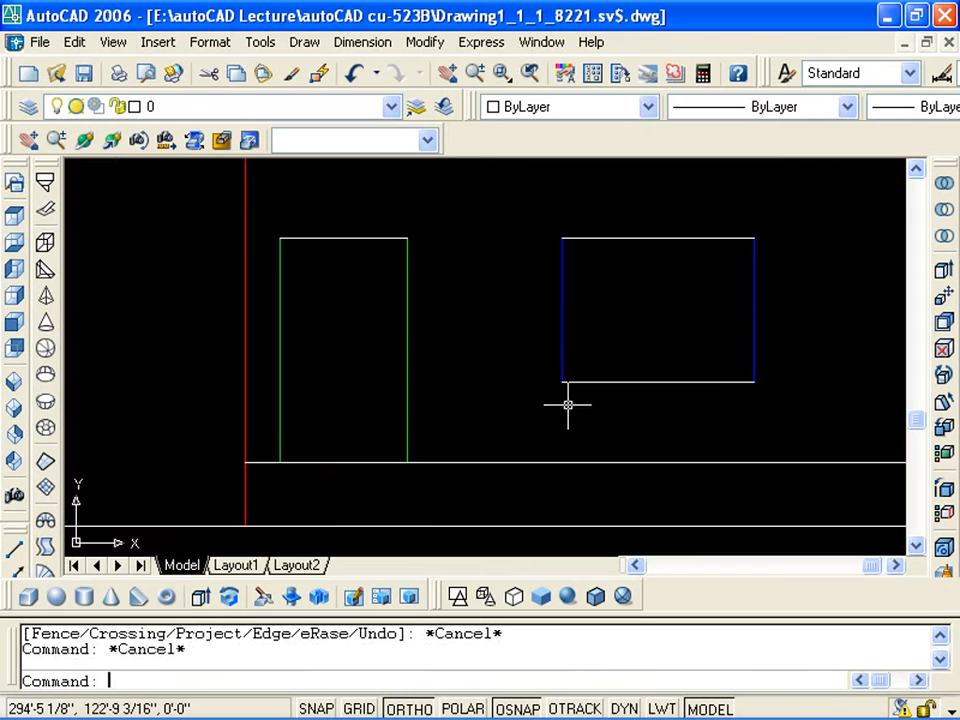 AutoCAD 2006 - [E:\autoCAD Lecture\autoCAD cu-523B\Drawing1_1_1_8221.sv$.dwg]
File Edit View Insert Format Tools Draw Dimension Modify Express Window Help
Standard
0 ByLayer ByLayer ByLaye
Y
X
Model Layout1 Layout2
[Fence/Crossing/Project/Edge/eRase/Undo]: *Cancel*
Command: *Cancel*
Command:
294'-5 1/8", 122'-9 3/16", 0'-0" SNAP GRID ORTHO POLAR OSNAP OTRACK DYN LWT MODEL